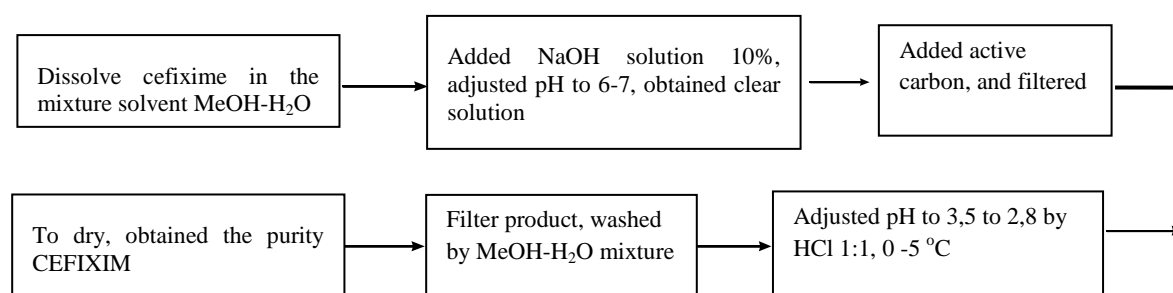 Dissolve cefixime in the
mixture solvent MeOH-H₂O
Added NaOH solution 10%,
adjusted pH to 6-7, obtained clear
solution
Added active
carbon, and filtered
To dry, obtained the purity
CEFIXIM
Filter product, washed
by MeOH-H₂O mixture
Adjusted pH to 3,5 to 2,8 by
HCl 1:1, 0 -5 °C